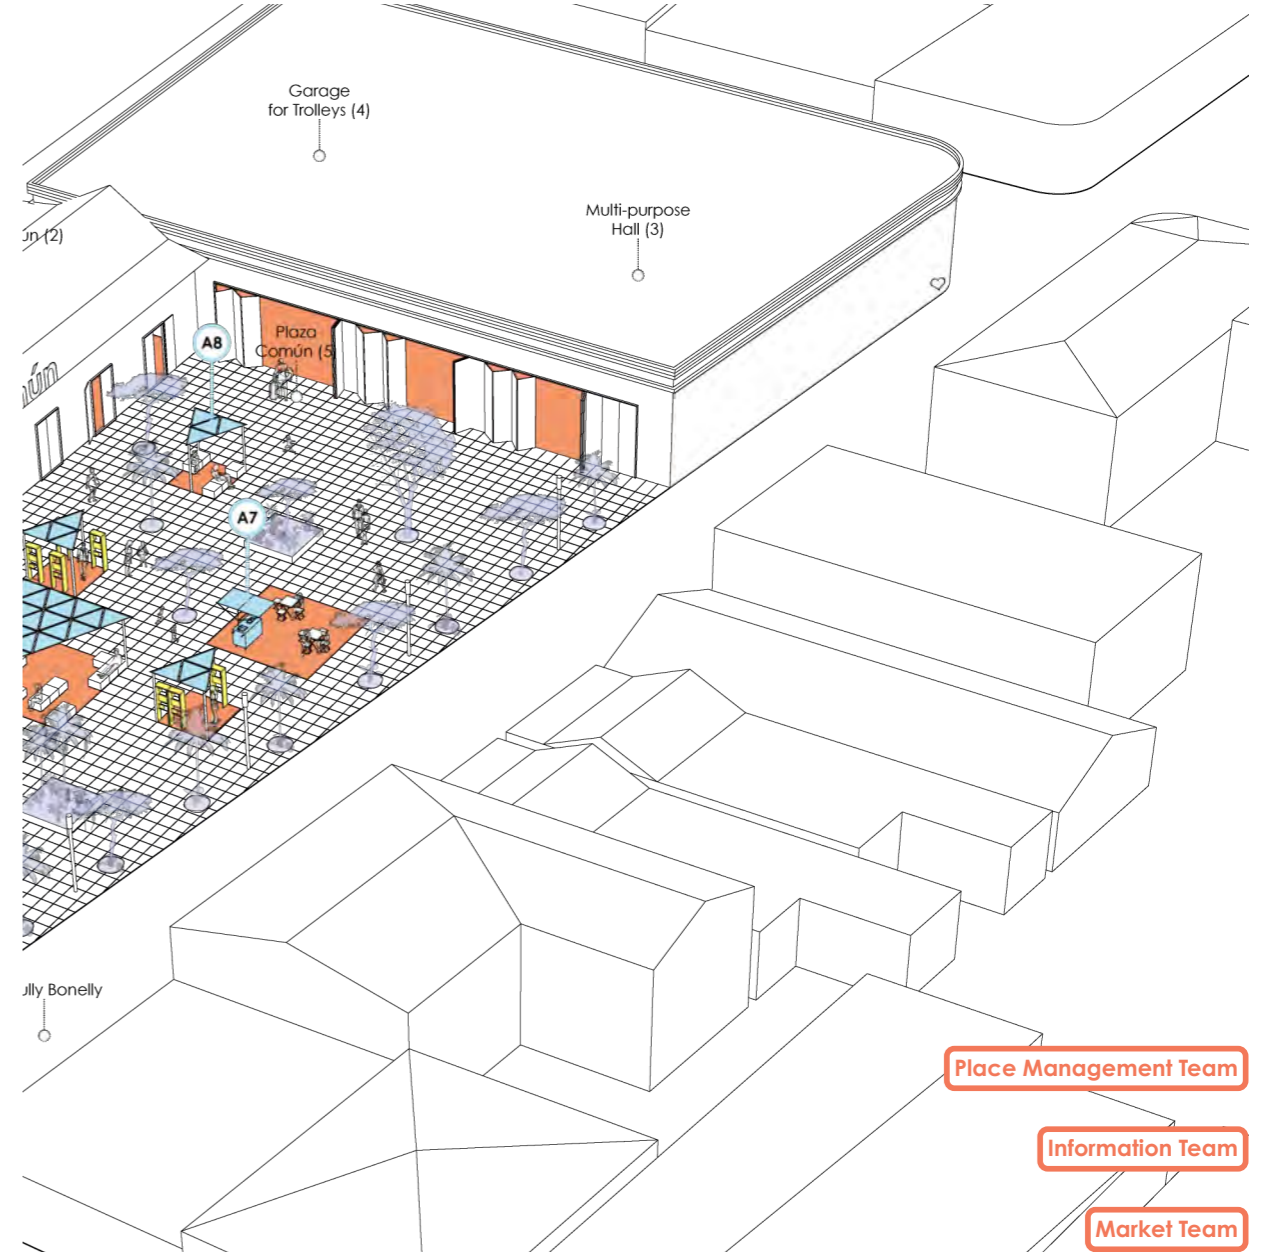 Garage
for Trolleys (4)
Multi-purpose
Hall (3)
ún (2)
A8
Plaza
Común (5)
ún
A7
ully Bonelly
Place Management Team
Information Team
Market Team